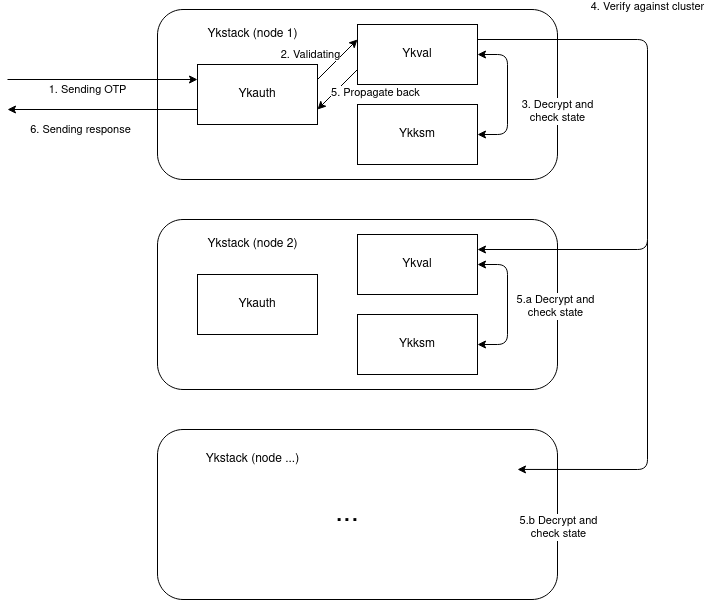 4. Verify against cluster
Ykstack (node 1)
2. Validating
Ykval
1. Sending OTP
Ykauth
5. Propagate back
3. Decrypt and
check state
6. Sending response
Ykksm
Ykstack (node 2)
Ykval
Ykauth
5.a Decrypt and
check state
Ykksm
Ykstack (node ...)
...
5.b Decrypt and
check state